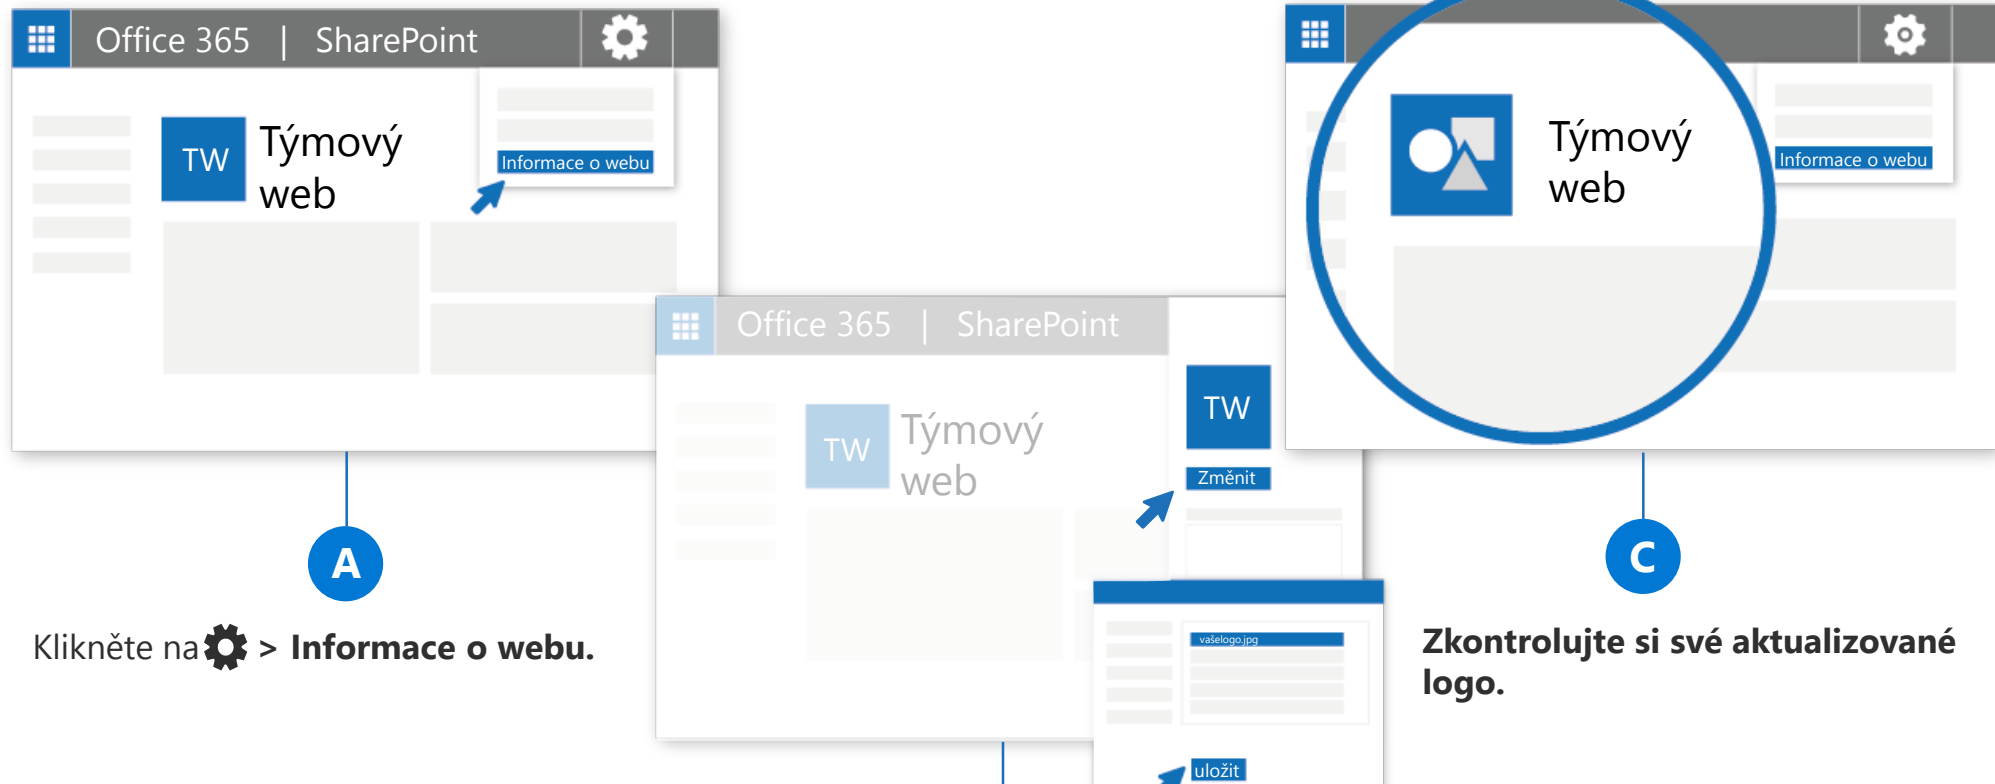 Office 365 | SharePoint
TW
Týmový
web
Informace o webu
A
Klikněte na > Informace o webu.
Office 365 | SharePoint
TW
Týmový
web
TW
Změnit
vašelogo.jpg
uložit
Týmový
web
Informace o webu
C
Zkontrolujte si své aktualizované
logo.